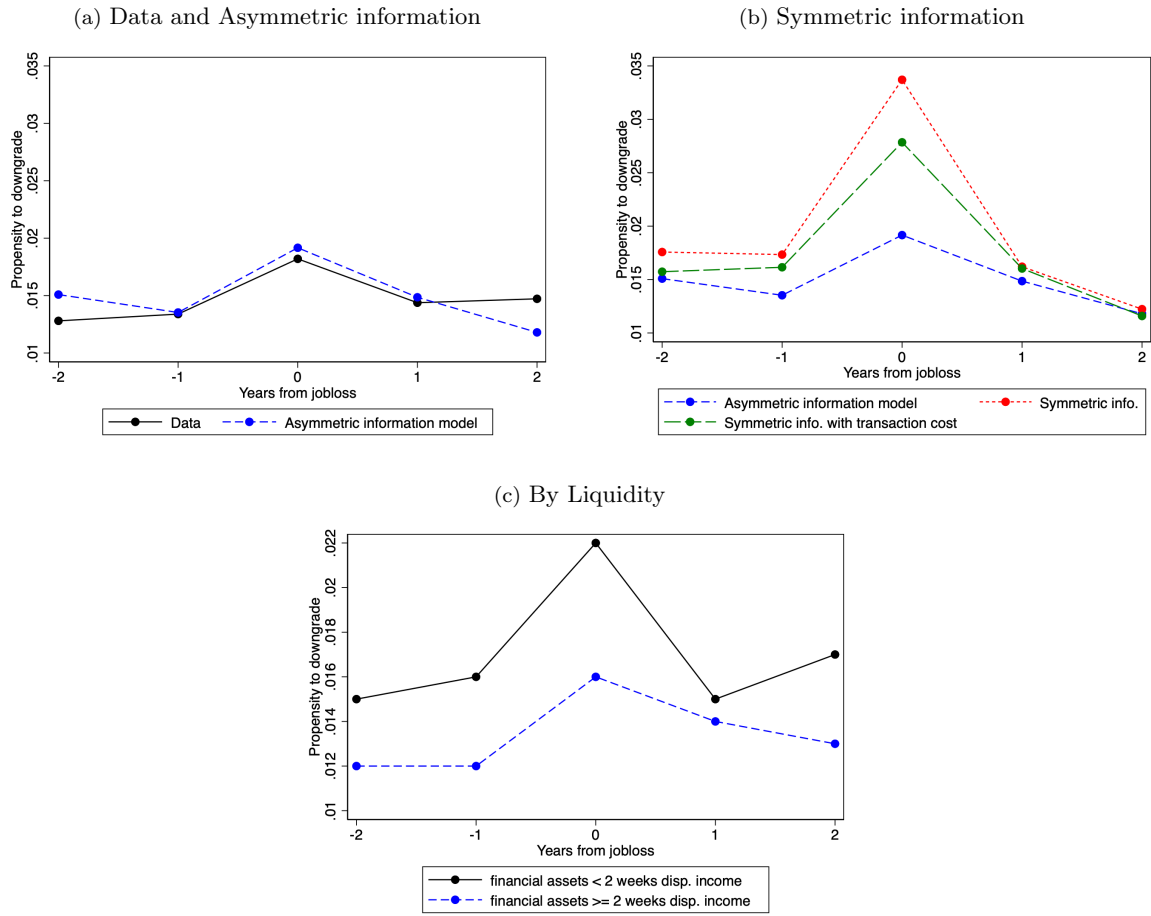 (a) Data and Asymmetric information
Propensity to downgrade
.035
.03
.025
.02
.015
.01
-2
-1
0
1
2
Years from jobloss
Data
Asymmetric information model
(b) Symmetric information
Propensity to downgrade
.035
.03
.025
.02
.015
.01
-2
-1
0
1
2
Years from jobloss
Asymmetric information model
Symmetric info.
Symmetric info. with transaction cost
(c) By Liquidity
Propensity to downgrade
.022
.02
.018
.016
.014
.012
.01
-2
-1
0
1
2
Years from jobloss
financial assets < 2 weeks disp. income
financial assets >= 2 weeks disp. income